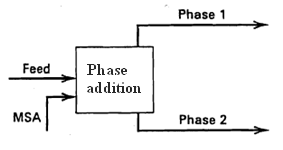 Phase 1
Feed
Phase
addition
MSA
Phase 2